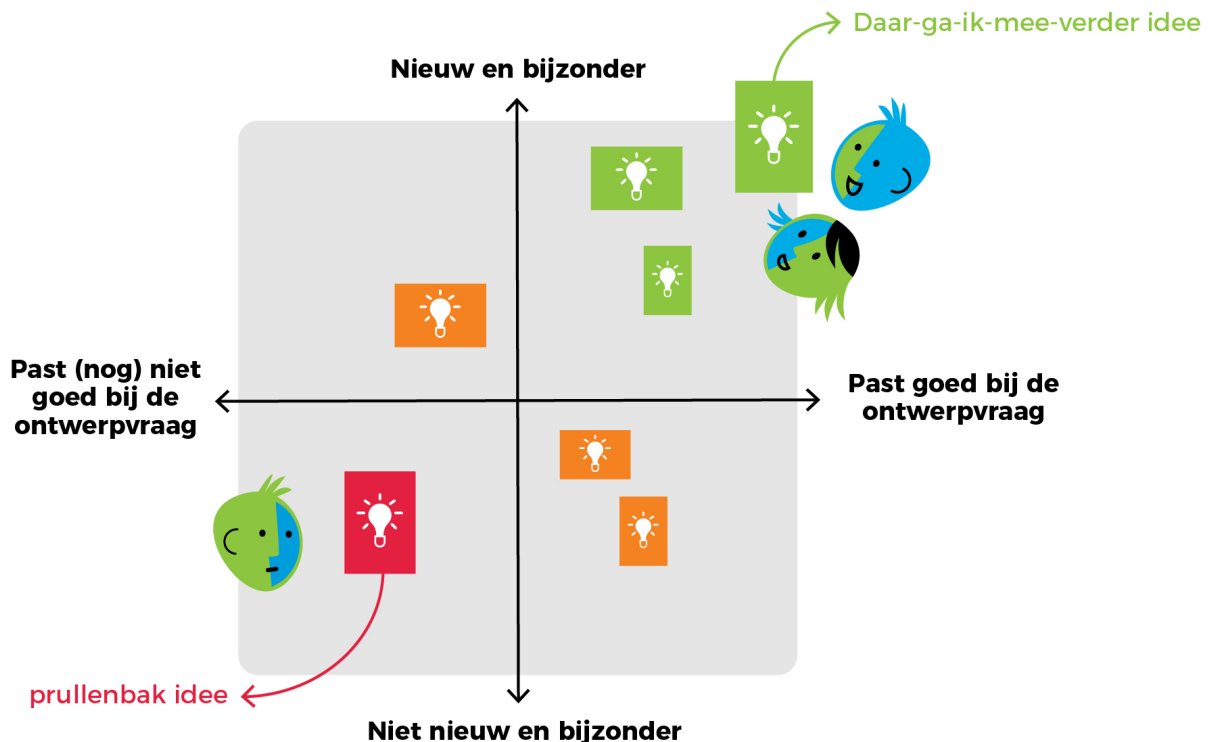 Daar-ga-ik-mee-verder idee
Nieuw en bijzonder
Past (nog) niet
goed bij de
ontwerpvraag
Past goed bij de
ontwerpvraag
prullenbak idee
Niet nieuw en bijzonder